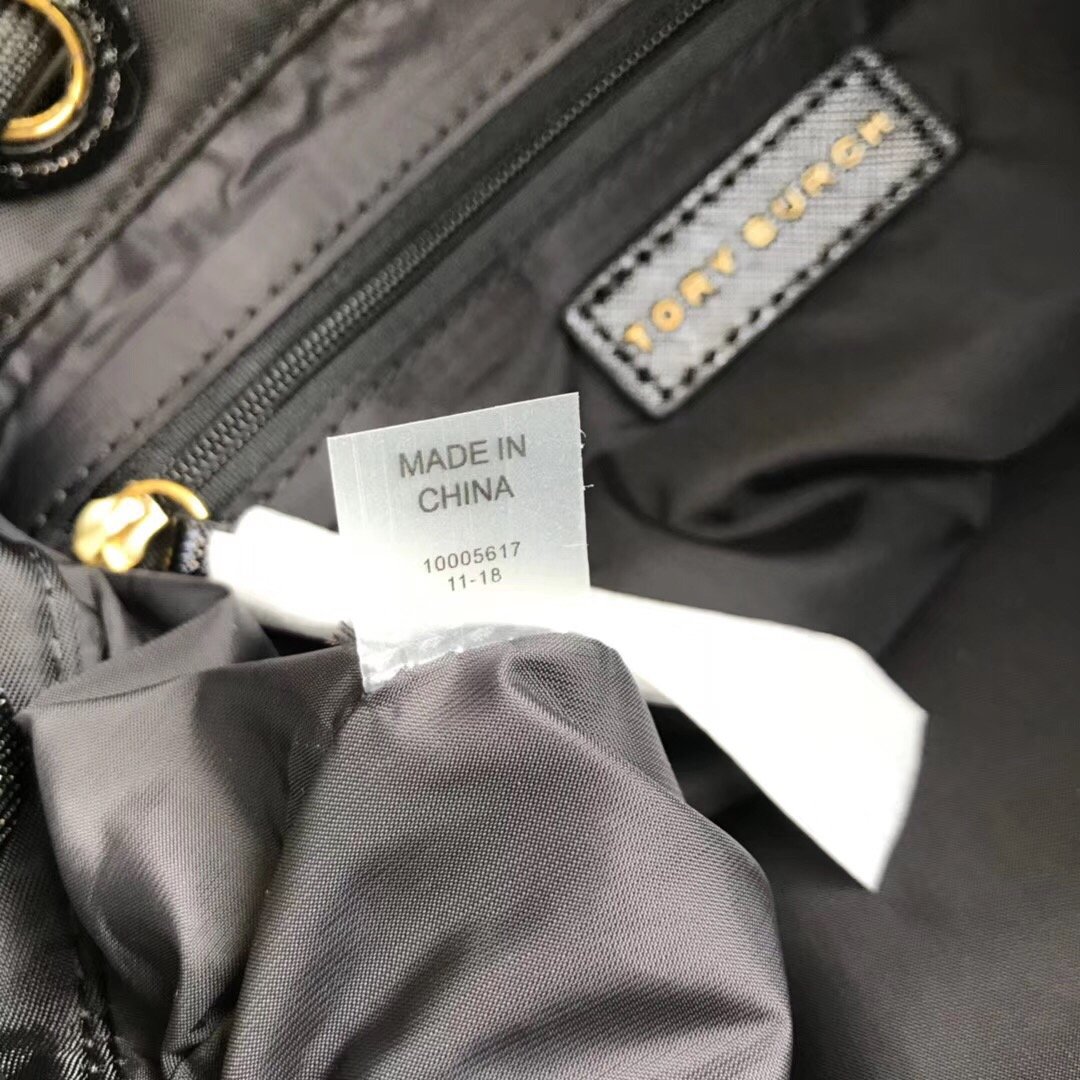 TORY BURCH
MADE IN
CHINA
10005617
11-18